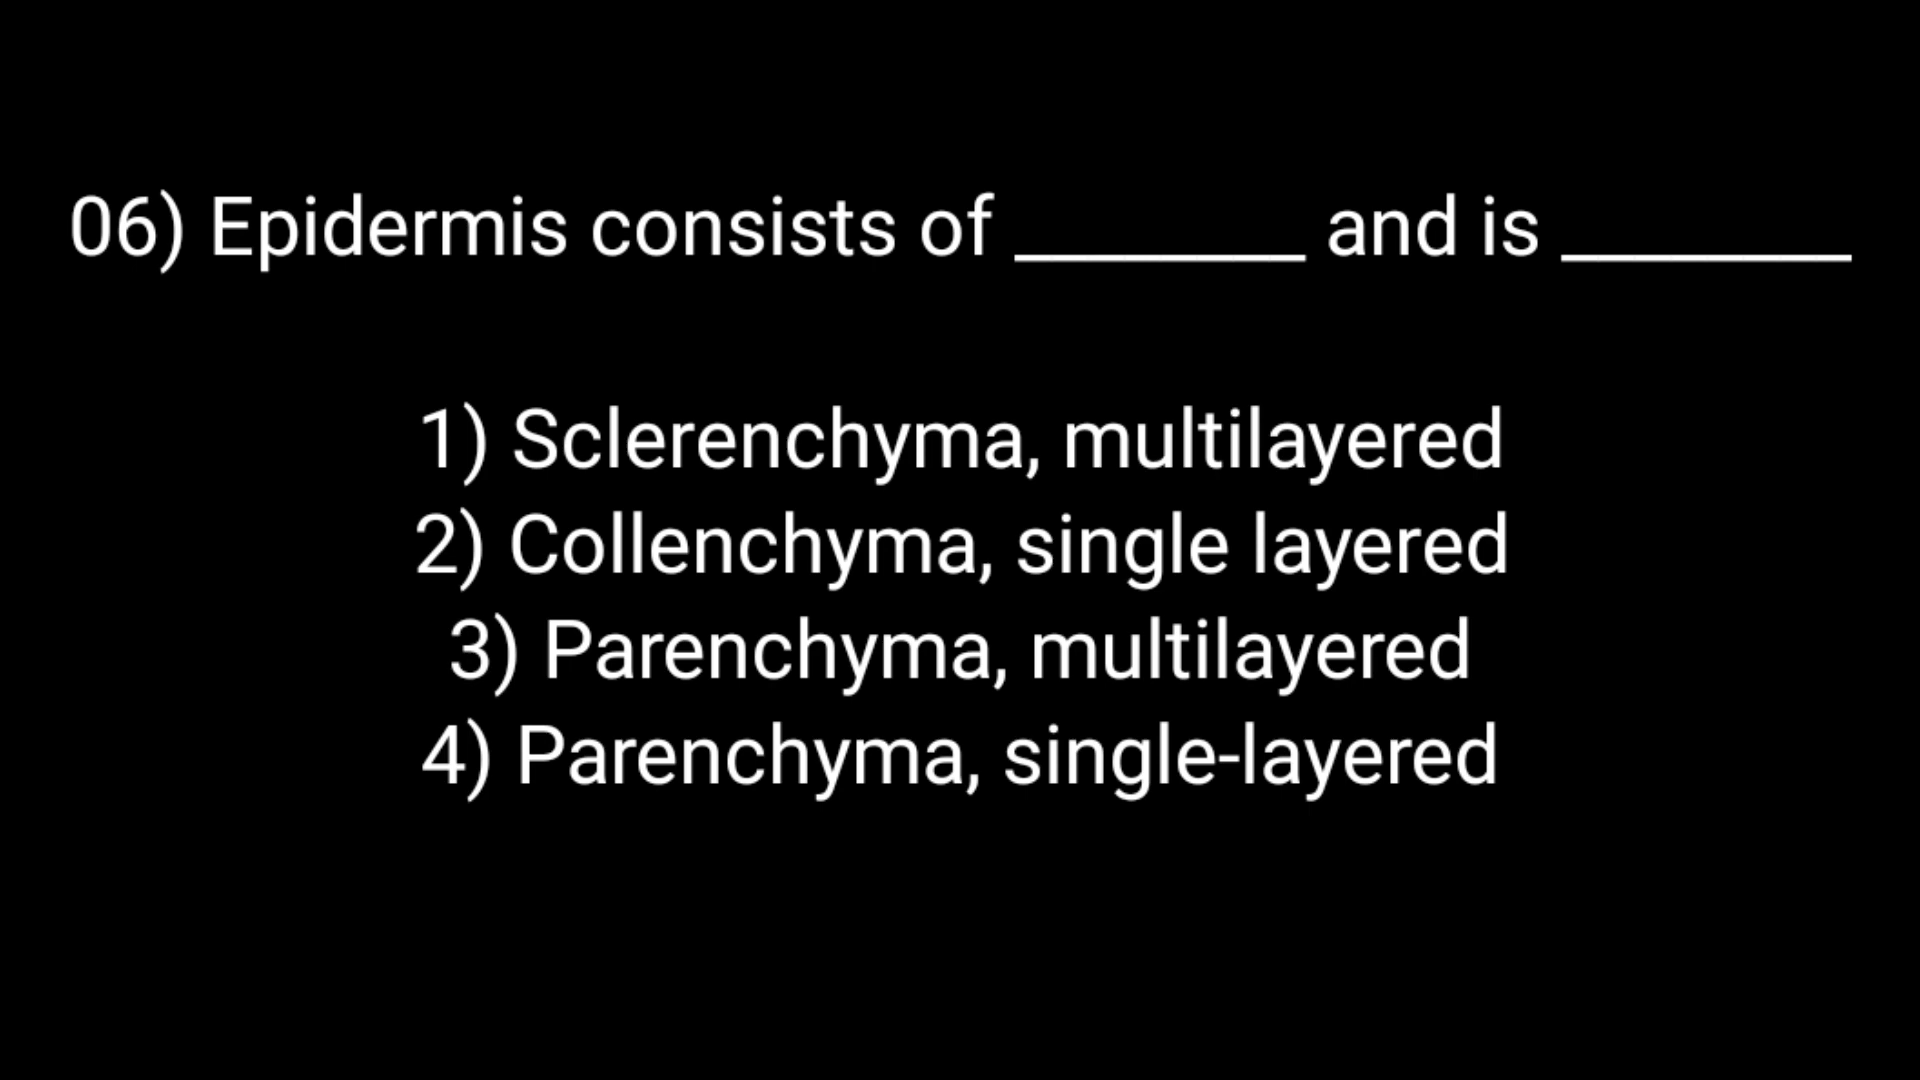 06) Epidermis consists of ________ and is ________
1) Sclerenchyma, multilayered
2) Collenchyma, single layered
3) Parenchyma, multilayered
4) Parenchyma, single-layered